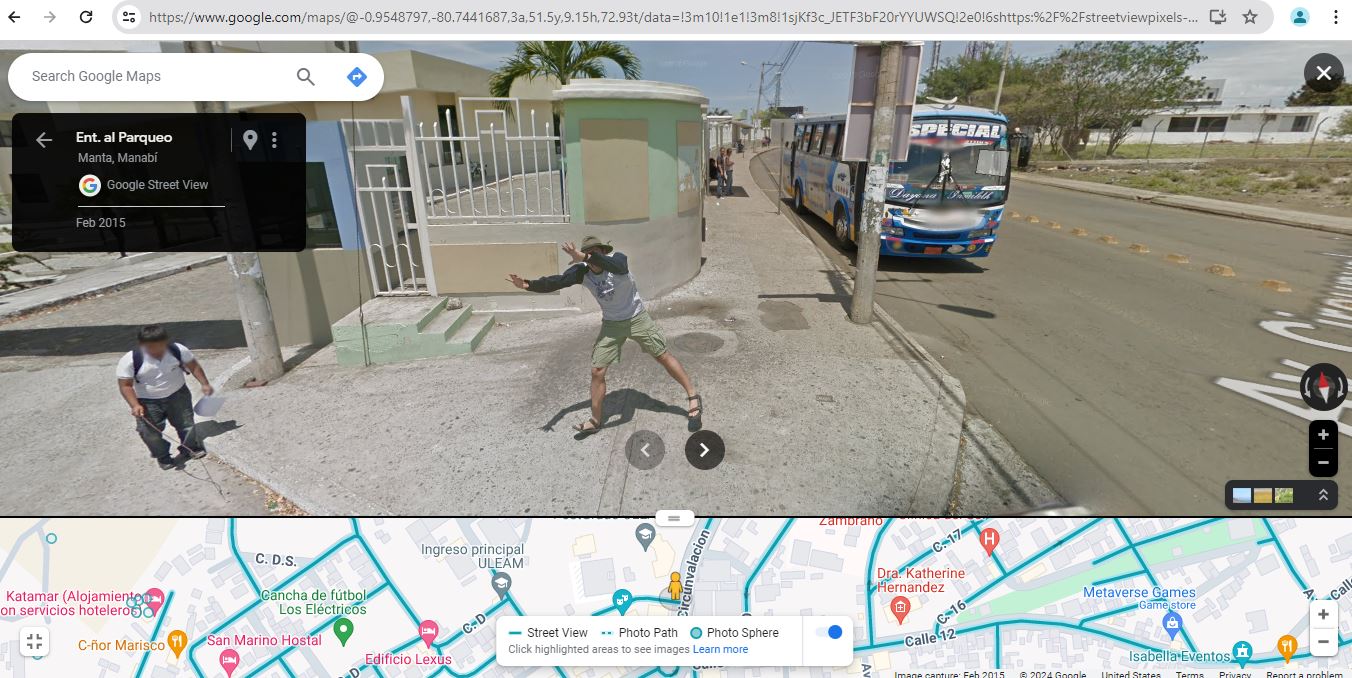 https://www.google.com/maps/@-0.9548797,-80.7441687,3a,51.5y,9.15h,72.93t/data=!3m10!1e1!3m8!1sjKf3c_JETF3bF20rYYUWSQ!2e0!6shttps:%2F%2Fstreetviewpixels-...
Search Google Maps
Ent. al Parqueo
Manta, Manabí
Google Street View
Feb 2015
ESPECIAL
Zambrano
C. 17
Ingreso principal
ULEAM
C. D.S.
Circunvalacion
Dra. Katherine
Hernandez
Katamar (Alojamiento
con servicios hoteleros)
Cancha de fútbol
Los Eléctricos
Metaverse Games
Game store
C. 16
C. D
Calle 12
C-ñor Marisco
San Marino Hostal
Edificio Lexus
Street View
Photo Path
Photo Sphere
Click highlighted areas to see images Learn more
Isabella Eventos
Image capture: Feb 2015
© 2024 Google
United States
Terms
Privacy
Report a problem